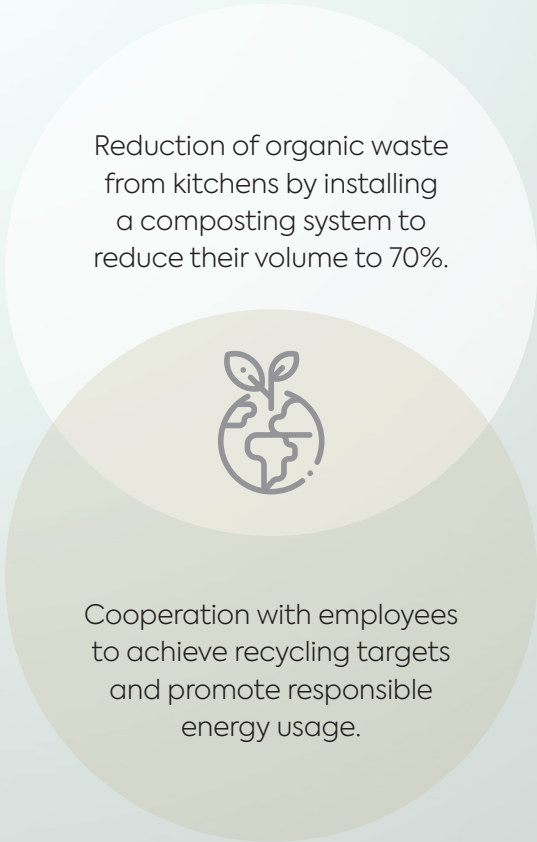 Reduction of organic waste
from kitchens by installing
a composting system to
reduce their volume to 70%.
Cooperation with employees
to achieve recycling targets
and promote responsible
energy usage.